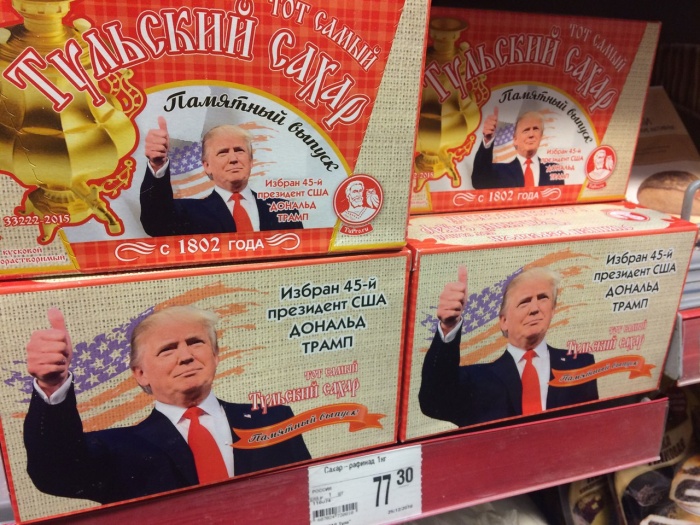 ТОТ САМЫЙ
ТУЛЬСКИЙ САХАР
Памятный выпуск
Избран 45-й
президент США
ДОНАЛЬД
ТРАМП
33222-2015
с 1802 года
ТОТ САМЫЙ
ТУЛЬСКИЙ САХАР
Памятный выпуск
Избран 45-й
президент США
ДОНАЛЬД
ТРАМП
с 1802 года
Избран 45-й
президент США
ДОНАЛЬД
ТРАМП
ТОТ САМЫЙ
ТУЛЬСКИЙ САХАР
Памятный выпуск
Избран 45-й
президент США
ДОНАЛЬД
ТРАМП
ТОТ САМЫЙ
ТУЛЬСКИЙ САХАР
Памятный выпуск
Сахар-рафинад 1кг
РОССИЯ
77 30